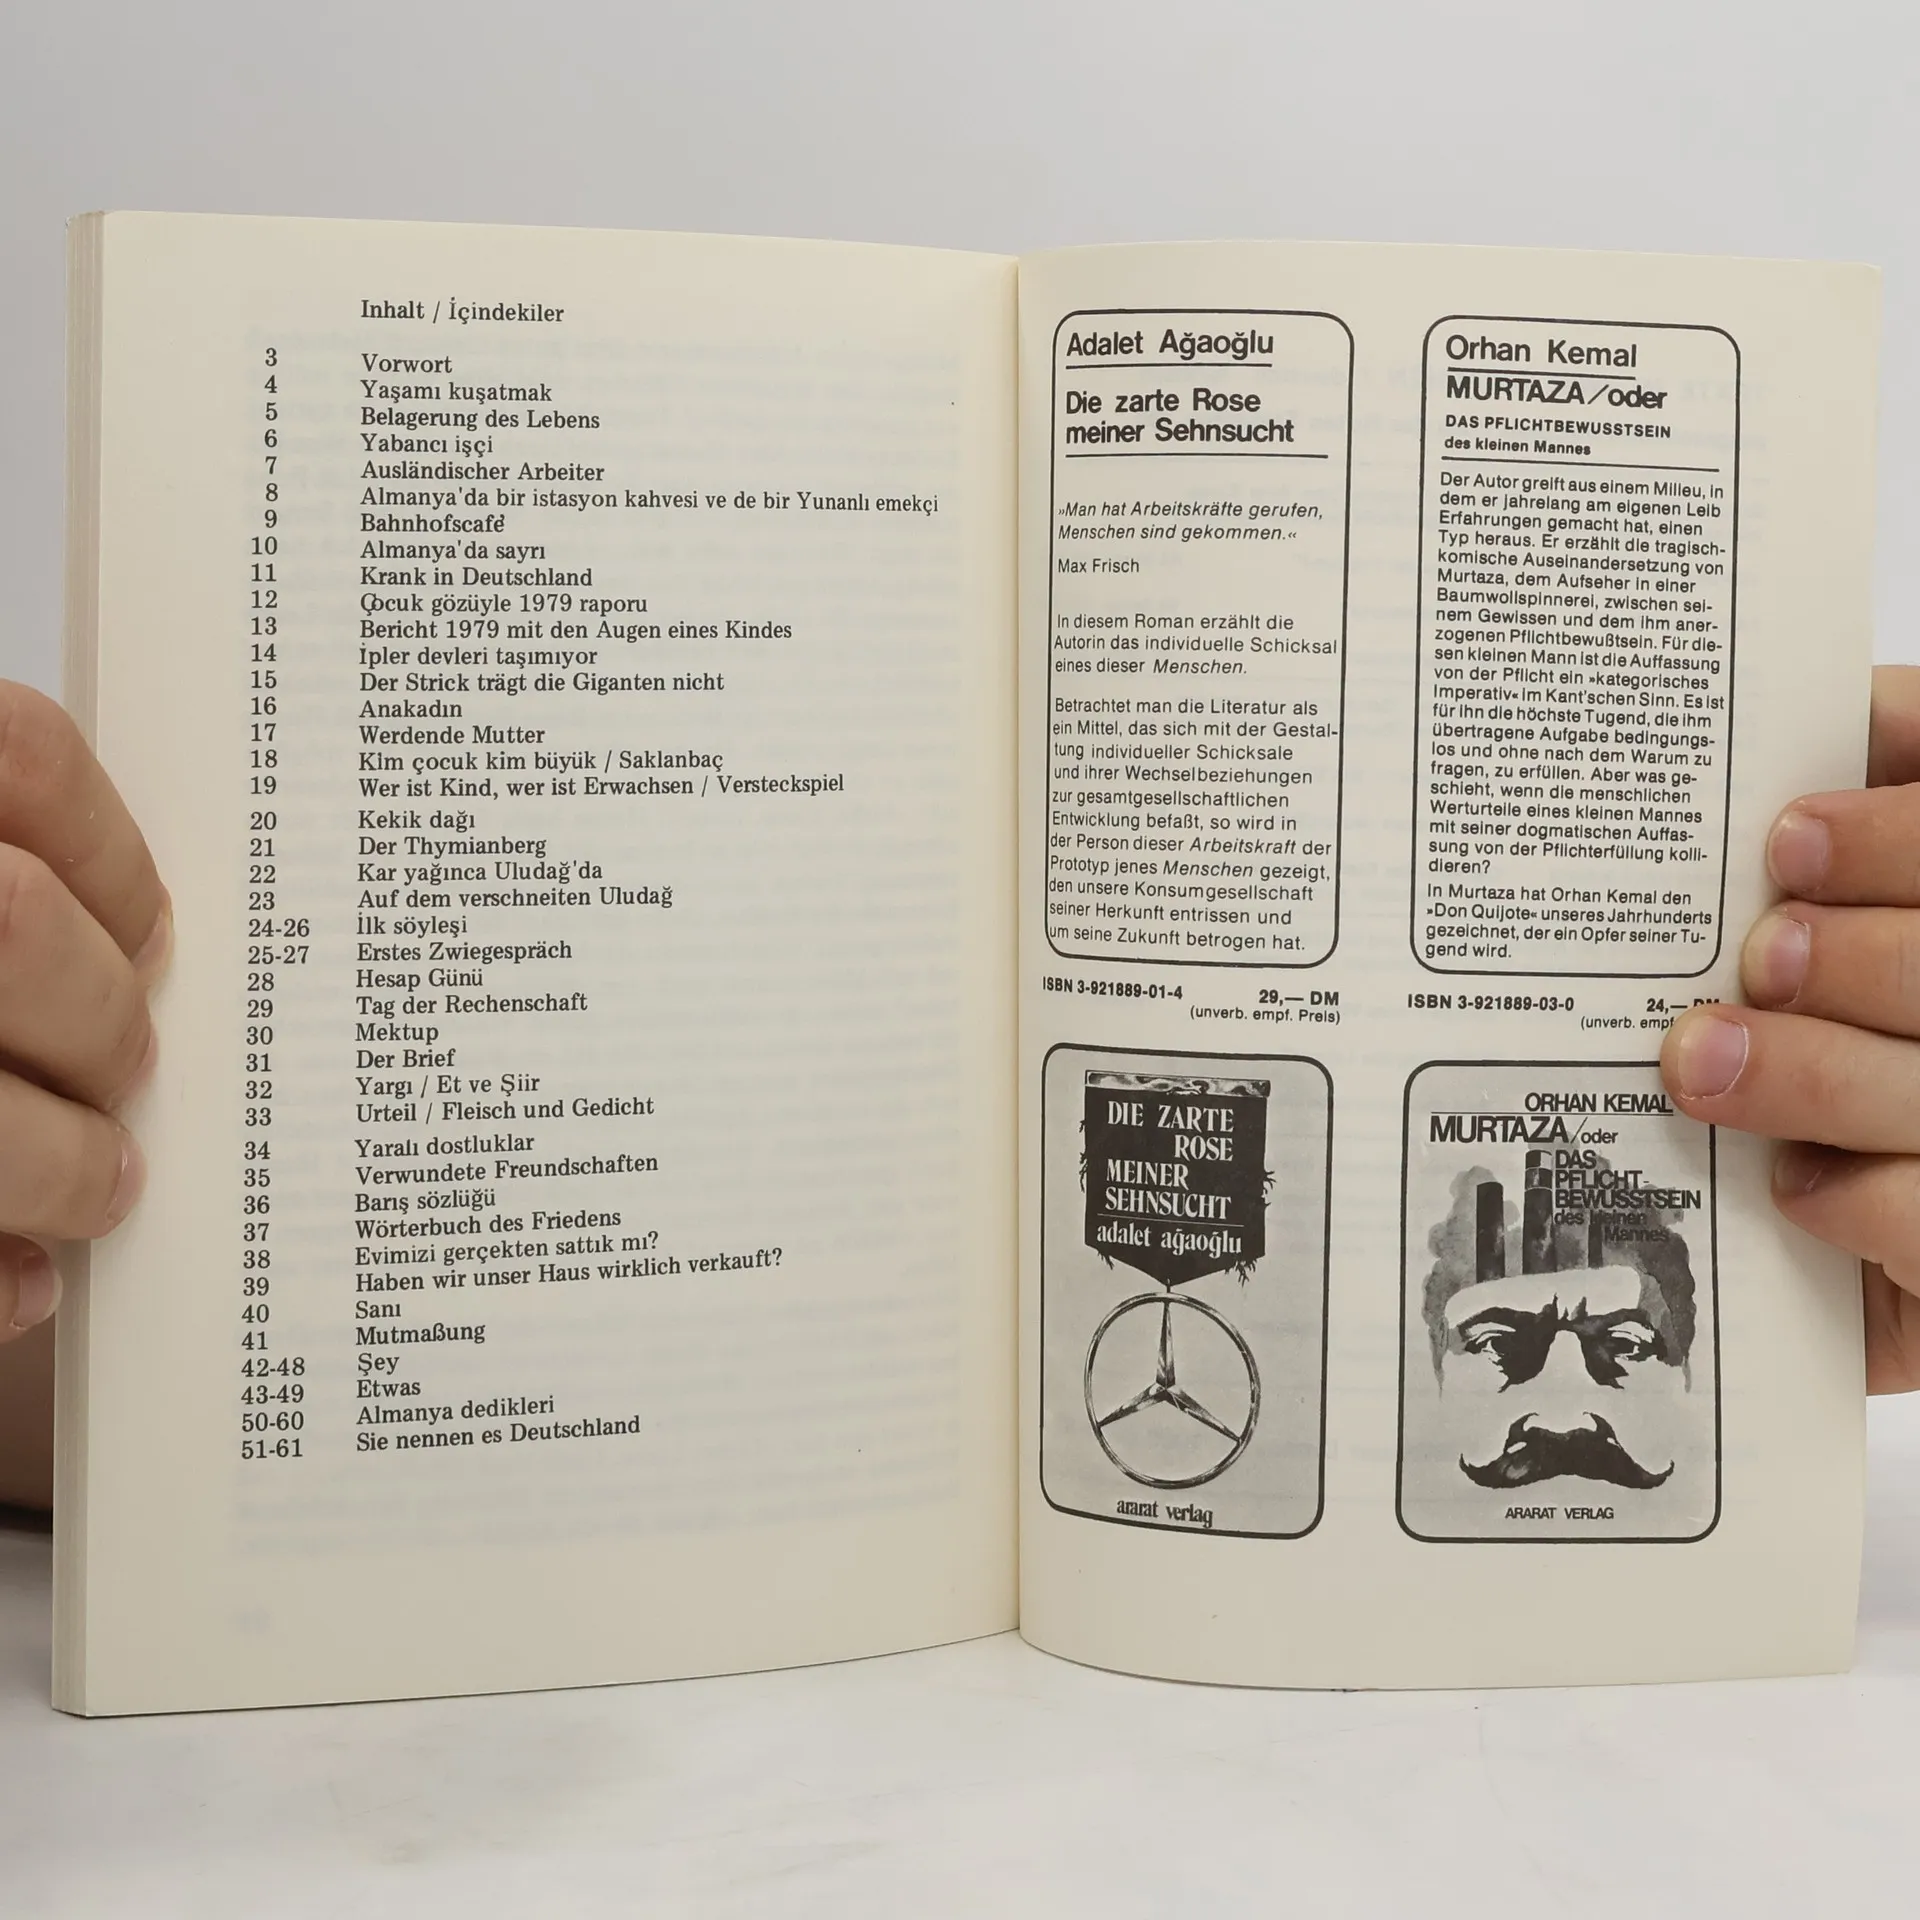 Inhalt / İçindekiler
3 Vorwort
4 Yaşamı kuşatmak
5 Belagerung des Lebens
6 Yabancı işçi
7 Ausländischer Arbeiter
8 Almanya'da bir istasyon kahvesi ve de bir Yunanlı emekçi
9 Bahnhofscafé
10 Almanya'da sayrı
11 Krank in Deutschland
12 Çocuk gözüyle 1979 raporu
13 Bericht 1979 mit den Augen eines Kindes
14 İpler devleri taşımıyor
15 Der Strick trägt die Giganten nicht
16 Anakadın
17 Werdende Mutter
18 Kim çocuk kim büyük / Saklanbaç
19 Wer ist Kind, wer ist Erwachsen / Versteckspiel
20 Kekik dağı
21 Der Thymianberg
22 Kar yağınca Uludağ'da
23 Auf dem verschneiten Uludağ
24-26 İlk söyleşi
25-27 Erstes Zwiegespräch
28 Hesap Günü
29 Tag der Rechenschaft
30 Mektup
31 Der Brief
32 Yargı / Et ve Şiir
33 Urteil / Fleisch und Gedicht
34 Yaralı dostluklar
35 Verwundete Freundschaften
36 Barış sözlüğü
37 Wörterbuch des Friedens
38 Evimizi gerçekten sattık mı?
39 Haben wir unser Haus wirklich verkauft?
40 Sanı
41 Mutmaßung
42-48 Şey
43-49 Etwas
50-60 Almanya dedikleri
51-61 Sie nennen es Deutschland
Adalet Ağaoğlu
Die zarte Rose
meiner Sehnsucht
»Man hat Arbeitskräfte gerufen,
Menschen sind gekommen.«
Max Frisch
In diesem Roman erzählt die
Autorin das individuelle Schicksal
eines dieser Menschen.
Betrachtet man die Literatur als
ein Mittel, das sich mit der Gestal-
tung individueller Schicksale
und ihrer Wechselbeziehungen
zur gesamtgesellschaftlichen
Entwicklung befaßt, so wird in
der Person dieser Arbeitskraft der
Prototyp jenes Menschen gezeigt,
den unsere Konsumgesellschaft
seiner Herkunft entrissen und
um seine Zukunft betrogen hat.
ISBN 3-921889-01-4 29,— DM
(unverb. empf. Preis)
DIE ZARTE
ROSE
MEINER
SEHNSUCHT
adalet ağaoğlu
ararat verlag
Orhan Kemal
MURTAZA/oder
DAS PFLICHTBEWUSSTSEIN
des kleinen Mannes
Der Autor greift aus einem Milieu, in
dem er jahrelang am eigenen Leib
Erfahrungen gemacht hat, einen
Typ heraus. Er erzählt die tragisch-
komische Auseinandersetzung von
Murtaza, dem Aufseher in einer
Baumwollspinnerei, zwischen sei-
nem Gewissen und dem ihm aner-
zogenen Pflichtbewußtsein. Für die-
sen kleinen Mann ist die Auffassung
von der Pflicht ein »kategorisches
Imperativ« im Kant'schen Sinn. Es ist
für ihn die höchste Tugend, die ihm
übertragene Aufgabe bedingungs-
los und ohne nach dem Warum zu
fragen, zu erfüllen. Aber was ge-
schieht, wenn die menschlichen
Werturteile eines kleinen Mannes
mit seiner dogmatischen Auffas-
sung von der Pflichterfüllung kolli-
dieren?
In Murtaza hat Orhan Kemal den
»Don Quijote« unseres Jahrhunderts
gezeichnet, der ein Opfer seiner Tu-
gend wird.
ISBN 3-921889-03-0 24,— DM
(unverb. empf
ORHAN KEMAL
MURTAZA/oder
DAS
PFLICHT-
BEWUSSTSEIN
des kleinen
Mannes
ARARAT VERLAG